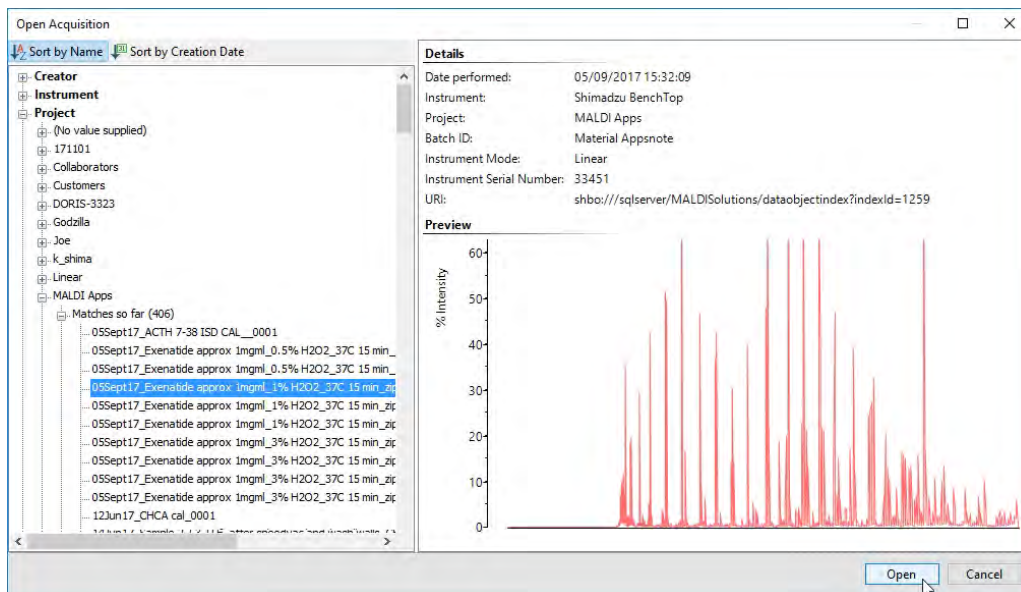 Open Acquisition
Sort by Name Sort by Creation Date
Creator
Instrument
Project
(No value supplied)
171101
Collaborators
Customers
DORIS-3323
Godzilla
Joe
k_shima
Linear
MALDI Apps
Matches so far (406)
05Sept17_ACTH 7-38 ISD CAL__0001
05Sept17_Exenatide approx 1mgml_0.5% H2O2_37C 15 min_
05Sept17_Exenatide approx 1mgml_0.5% H2O2_37C 15 min_
05Sept17_Exenatide approx 1mgml_1% H2O2_37C 15 min_zip
05Sept17_Exenatide approx 1mgml_1% H2O2_37C 15 min_zip
05Sept17_Exenatide approx 1mgml_1% H2O2_37C 15 min_zip
05Sept17_Exenatide approx 1mgml_3% H2O2_37C 15 min_zip
05Sept17_Exenatide approx 1mgml_3% H2O2_37C 15 min_zip
05Sept17_Exenatide approx 1mgml_3% H2O2_37C 15 min_zip
05Sept17_Exenatide approx 1mgml_3% H2O2_37C 15 min_zip
12Jun17_CHCA cal_0001
Details
Date performed: 05/09/2017 15:32:09
Instrument: Shimadzu BenchTop
Project: MALDI Apps
Batch ID: Material Appsnote
Instrument Mode: Linear
Instrument Serial Number: 33451
URI: shbo:///sqlserver/MALDISolutions/dataobjectindex?indexId=1259
Preview
% Intensity
60
50
40
30
20
10
0
Open Cancel